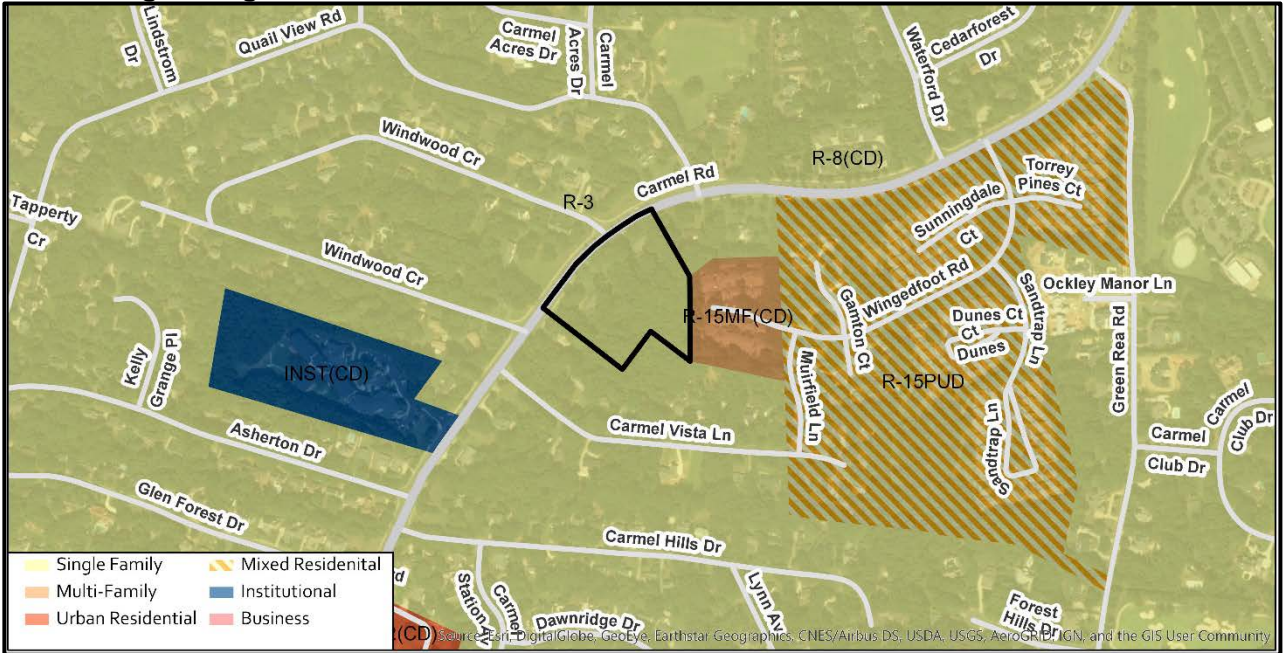 Lindstrom
Dr
Quail View Rd
Carmel
Acres Dr
Acres Dr
Carmel
Waterford Dr
Cedarforest
Dr
Windwood Cr
R-8(CD)
Torrey
Pines Ct
Carmel Rd
R-3
Sunningdale
Ct
Tapperty
Cr
Windwood Cr
Wingedfoot Rd
Ockley Manor Ln
Gamton Ct
Sandtrap Ln
Dunes Ct
Ct
Dunes
R-15MF(CD)
Kelly
Grange Pl
INST(CD)
Muirfield Ln
R-15PUD
Green Rea Rd
Asherton Dr
Carmel Vista Ln
Sandtrap Ln
Carmel
Club Dr
Carmel
Club Dr
Glen Forest Dr
Carmel Hills Dr
Single Family
Mixed Residenital
Multi-Family
Institutional
Urban Residential
Business
Rd
Station
Carmel
Dawnridge Dr
Lynn Av
Forest
Hills Dr
R(CD)
Source: Esri, DigitalGlobe, GeoEye, Earthstar Geographics, CNES/Airbus DS, USDA, USGS, AeroGRID, IGN, and the GIS User Community